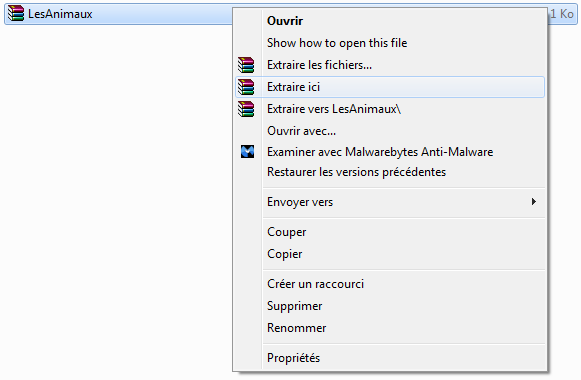 LesAnimaux
1 Ko
Ouvrir
Show how to open this file
Extraire les fichiers...
Extraire ici
Extraire vers LesAnimaux\
Ouvrir avec...
Examiner avec Malwarebytes Anti-Malware
Restaurer les versions précédentes
Envoyer vers
Couper
Copier
Créer un raccourci
Supprimer
Renommer
Propriétés